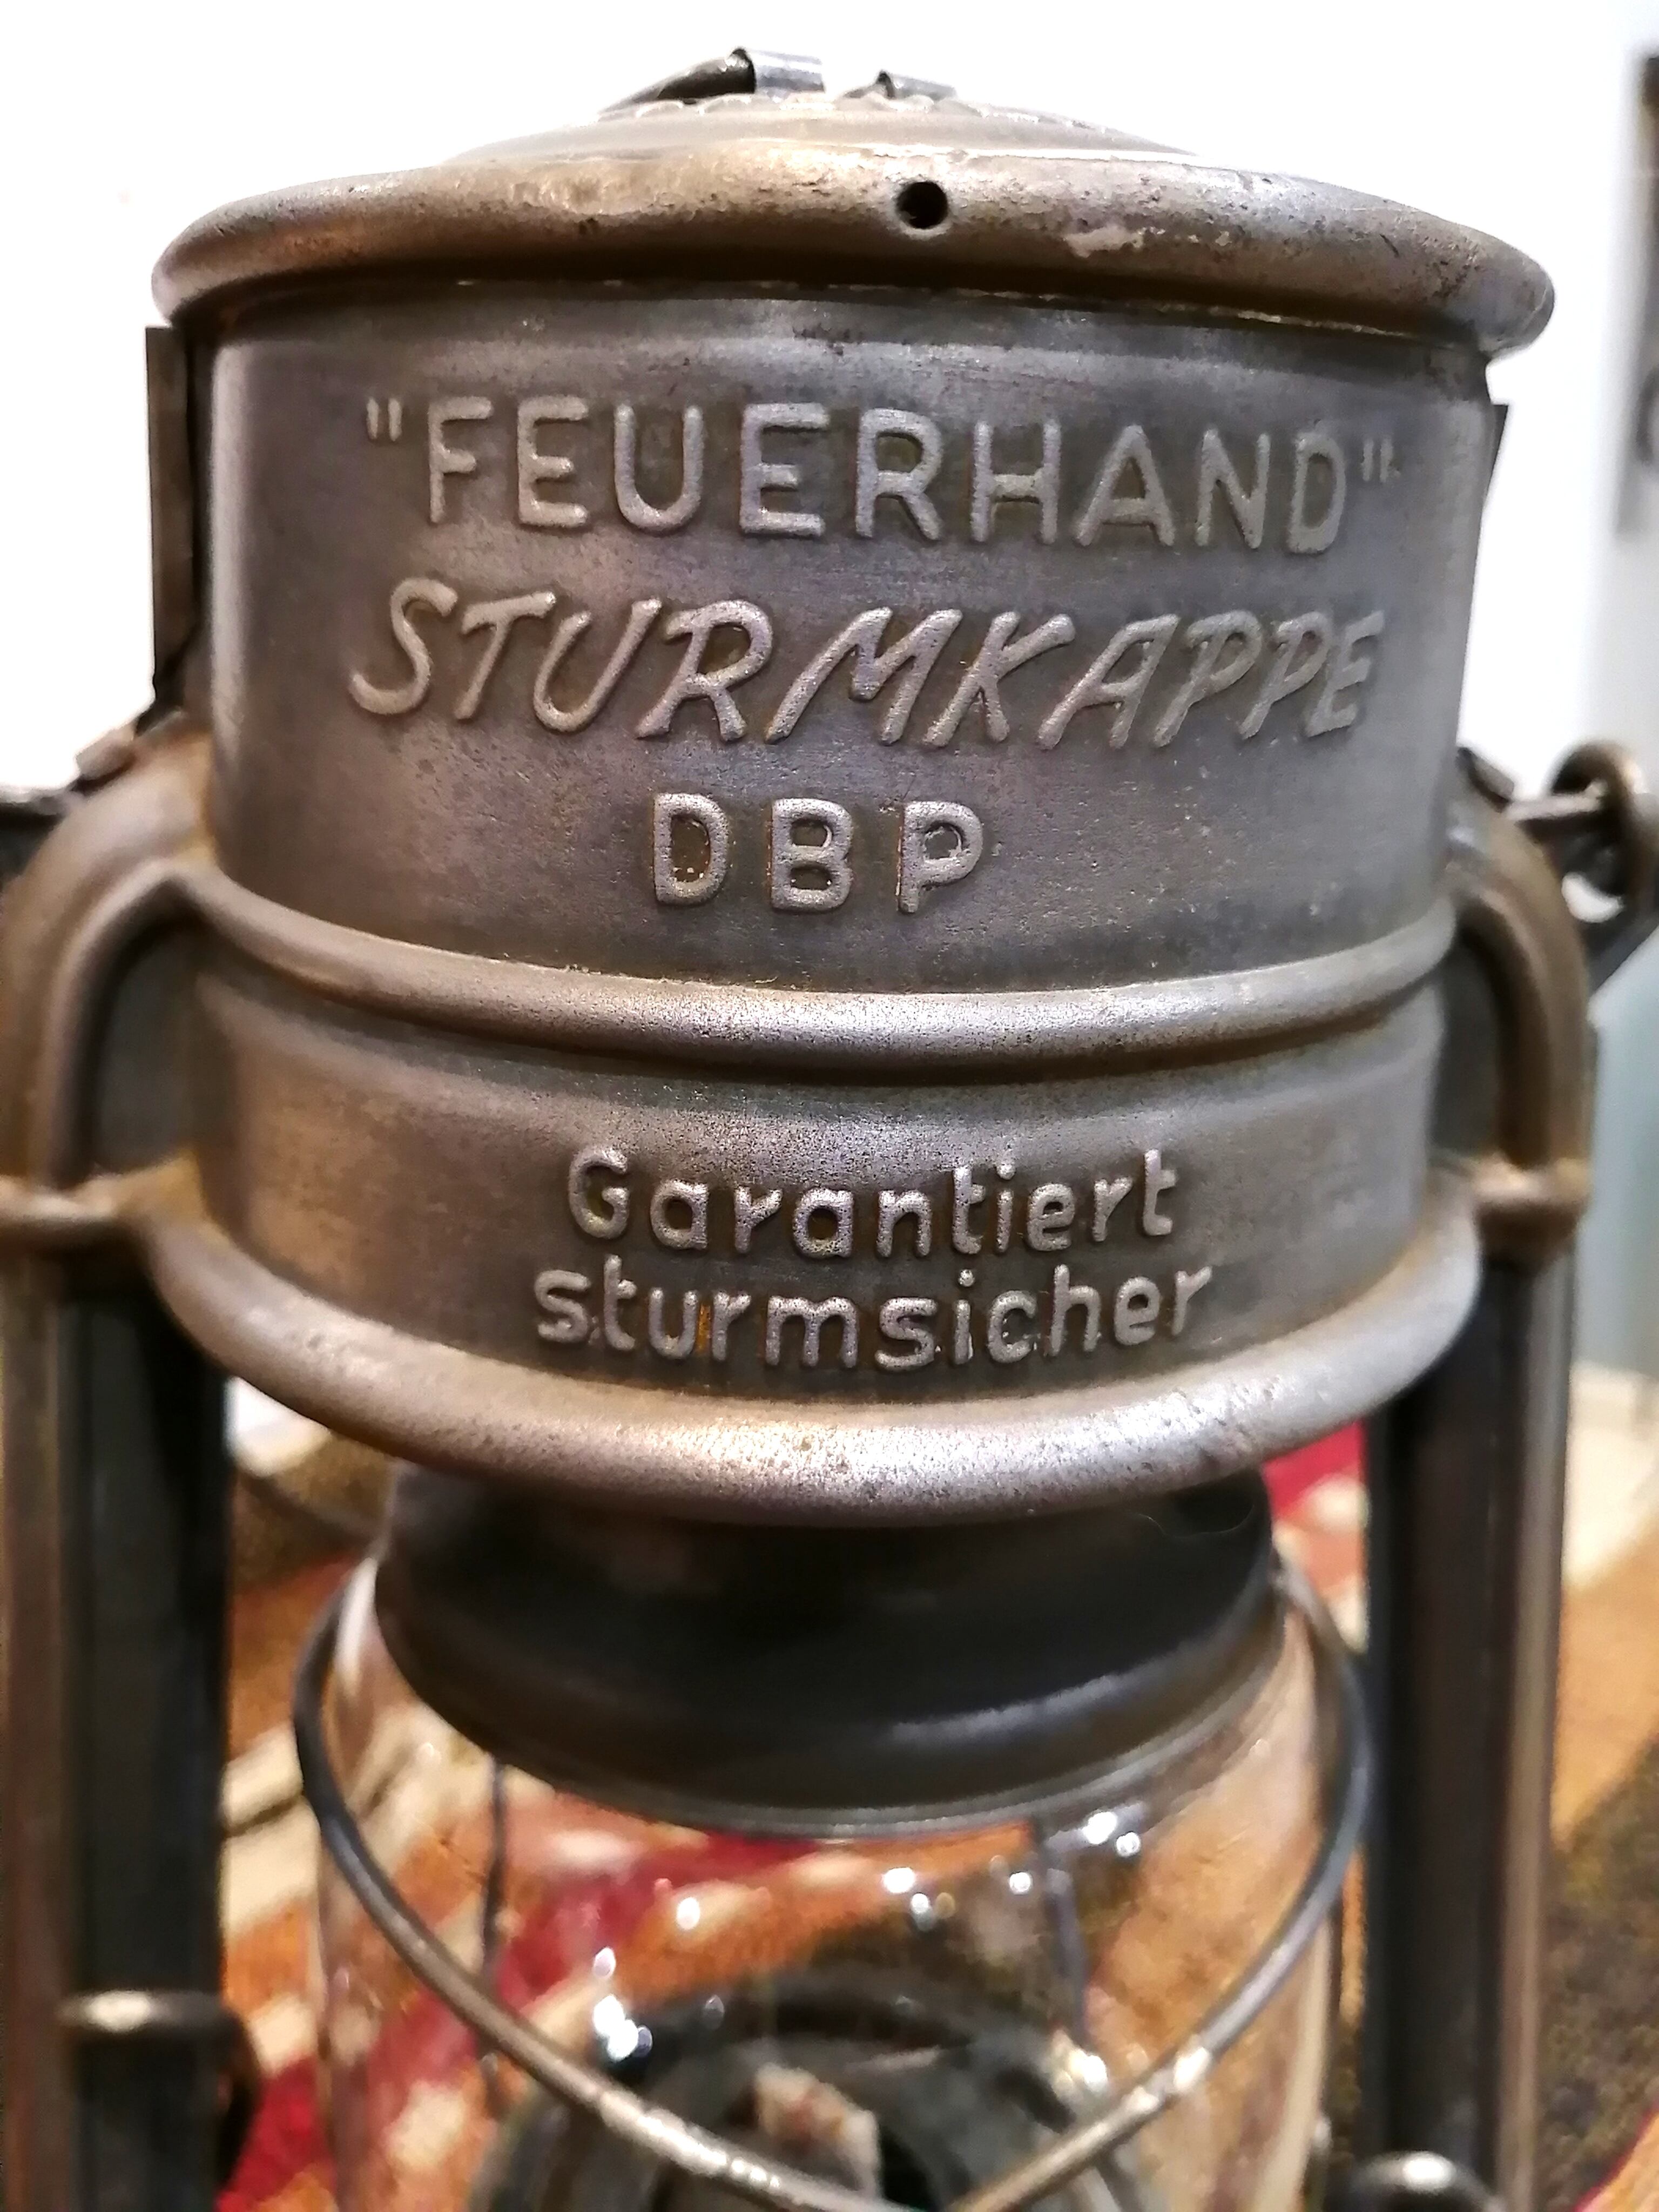 "FEUERHAND"
STURMKAPPE
DBP
Garantiert
sturmsicher